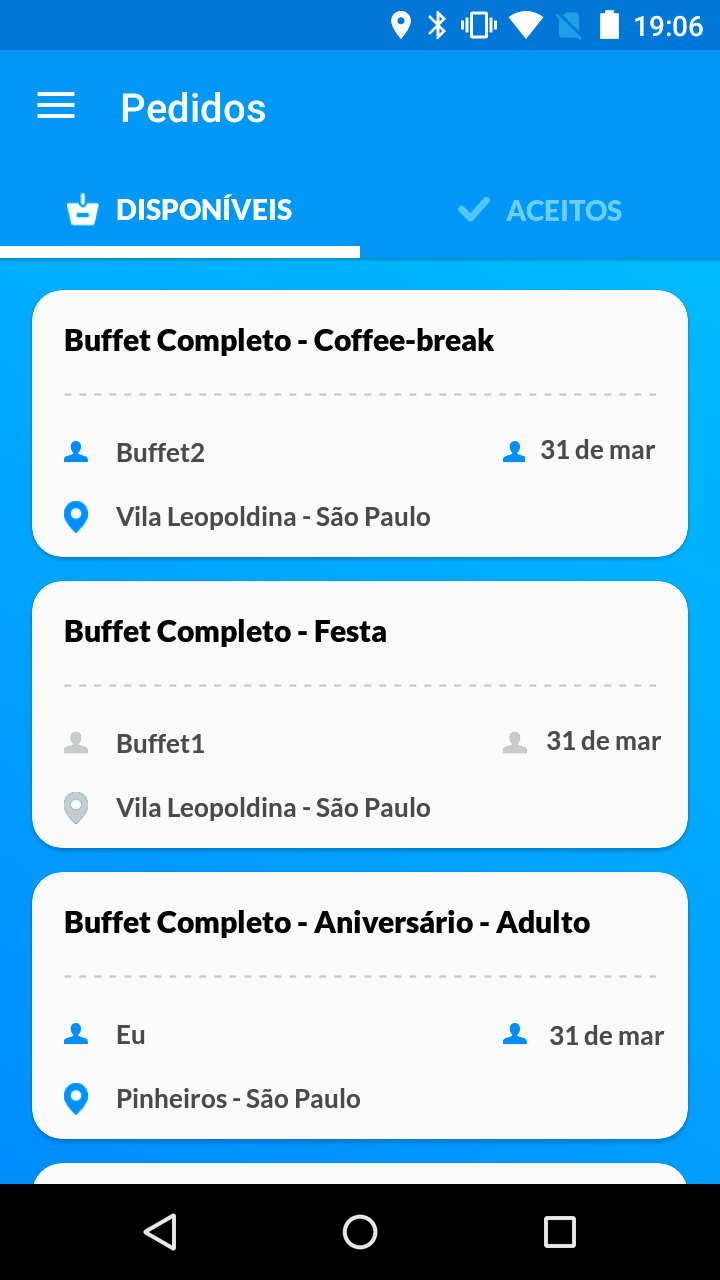 19:06
Pedidos
DISPONÍVEIS
ACEITOS
Buffet Completo - Coffee-break
Buffet2
31 de mar
Vila Leopoldina - São Paulo
Buffet Completo - Festa
Buffet1
31 de mar
Vila Leopoldina - São Paulo
Buffet Completo - Aniversário - Adulto
Eu
31 de mar
Pinheiros - São Paulo